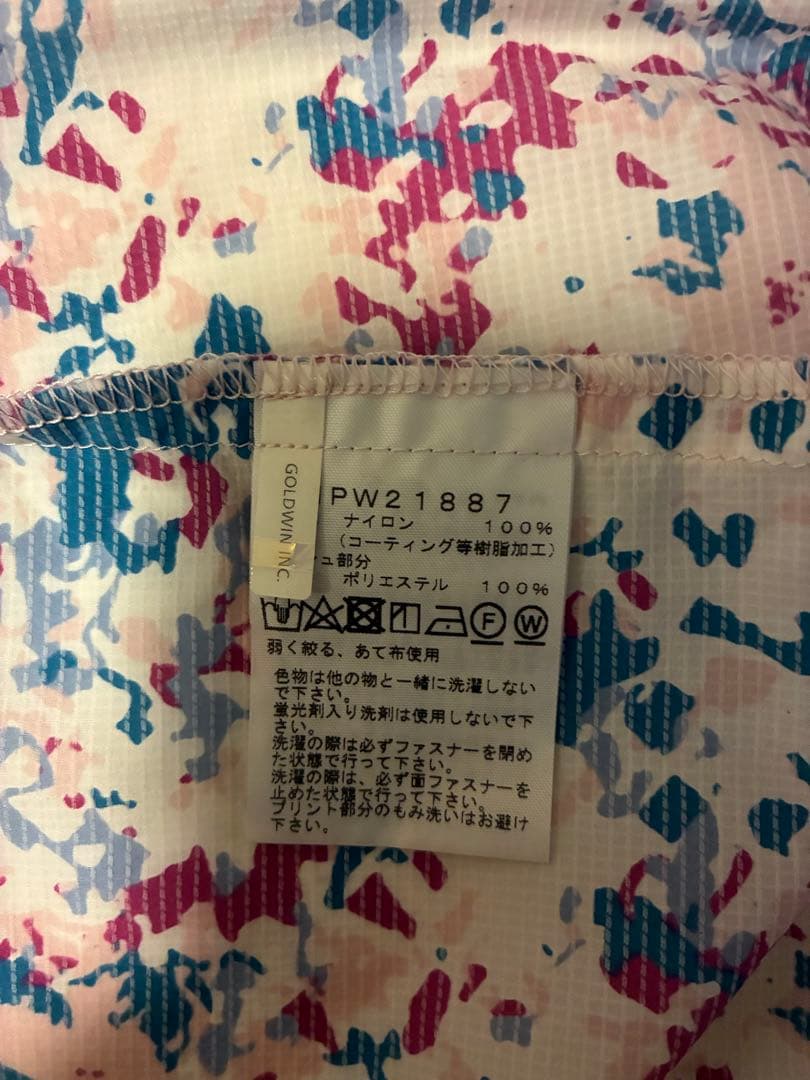 GOLDWIN INC.
PW21887
ナイロン 100%
(コーティング等樹脂加工)
ュ部分
ポリエステル 100%
F W
弱く絞る、あて布使用
色物は他の物と一緒に洗濯しない
で下さい。
蛍光剤入り洗剤は使用しないで下
さい。
洗濯の際は必ずファスナーを閉め
た状態で行って下さい。
洗濯の際は、必ず面ファスナーを
止めた状態で行って下さい。
プリント部分のもみ洗いはお避け
下さい。